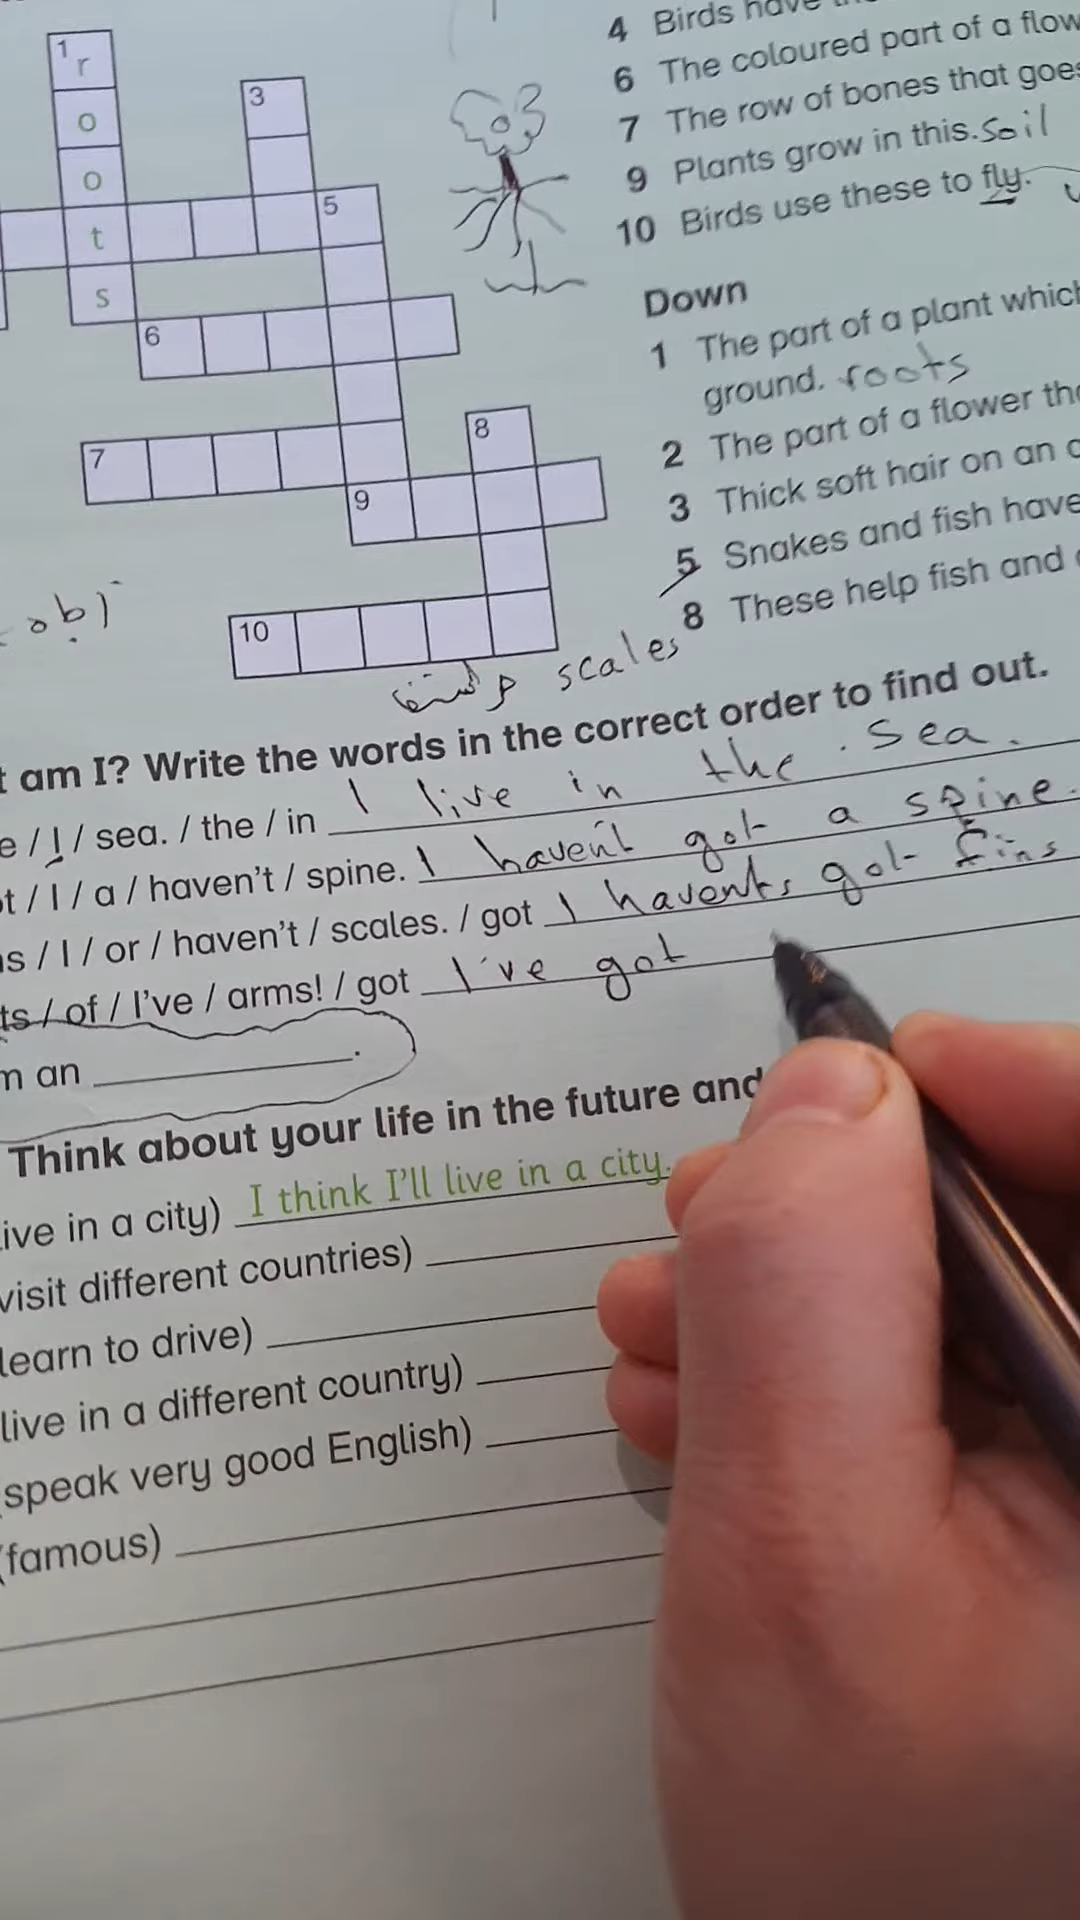 4 Birds have
6 The coloured part of a flow
7 The row of bones that goes
9 Plants grow in this. soil
10 Birds use these to fly.
Down
1 The part of a plant which
ground. roots
2 The part of a flower the
3 Thick soft hair on an
5 Snakes and fish have
8 These help fish and
1 r
o
o
t
s
3
5
6
7
8
9
10
scales
t am I? Write the words in the correct order to find out.
e / I / sea. / the / in I live in the sea.
ot / I / a / haven't / spine. I haven't got a spine.
ns / I / or / haven't / scales. / got I havents got fins
ts / of / I've / arms! / got I've got
m an
Think about your life in the future and
ive in a city) I think I'll live in a city.
visit different countries)
learn to drive)
live in a different country)
(speak very good English)
(famous)